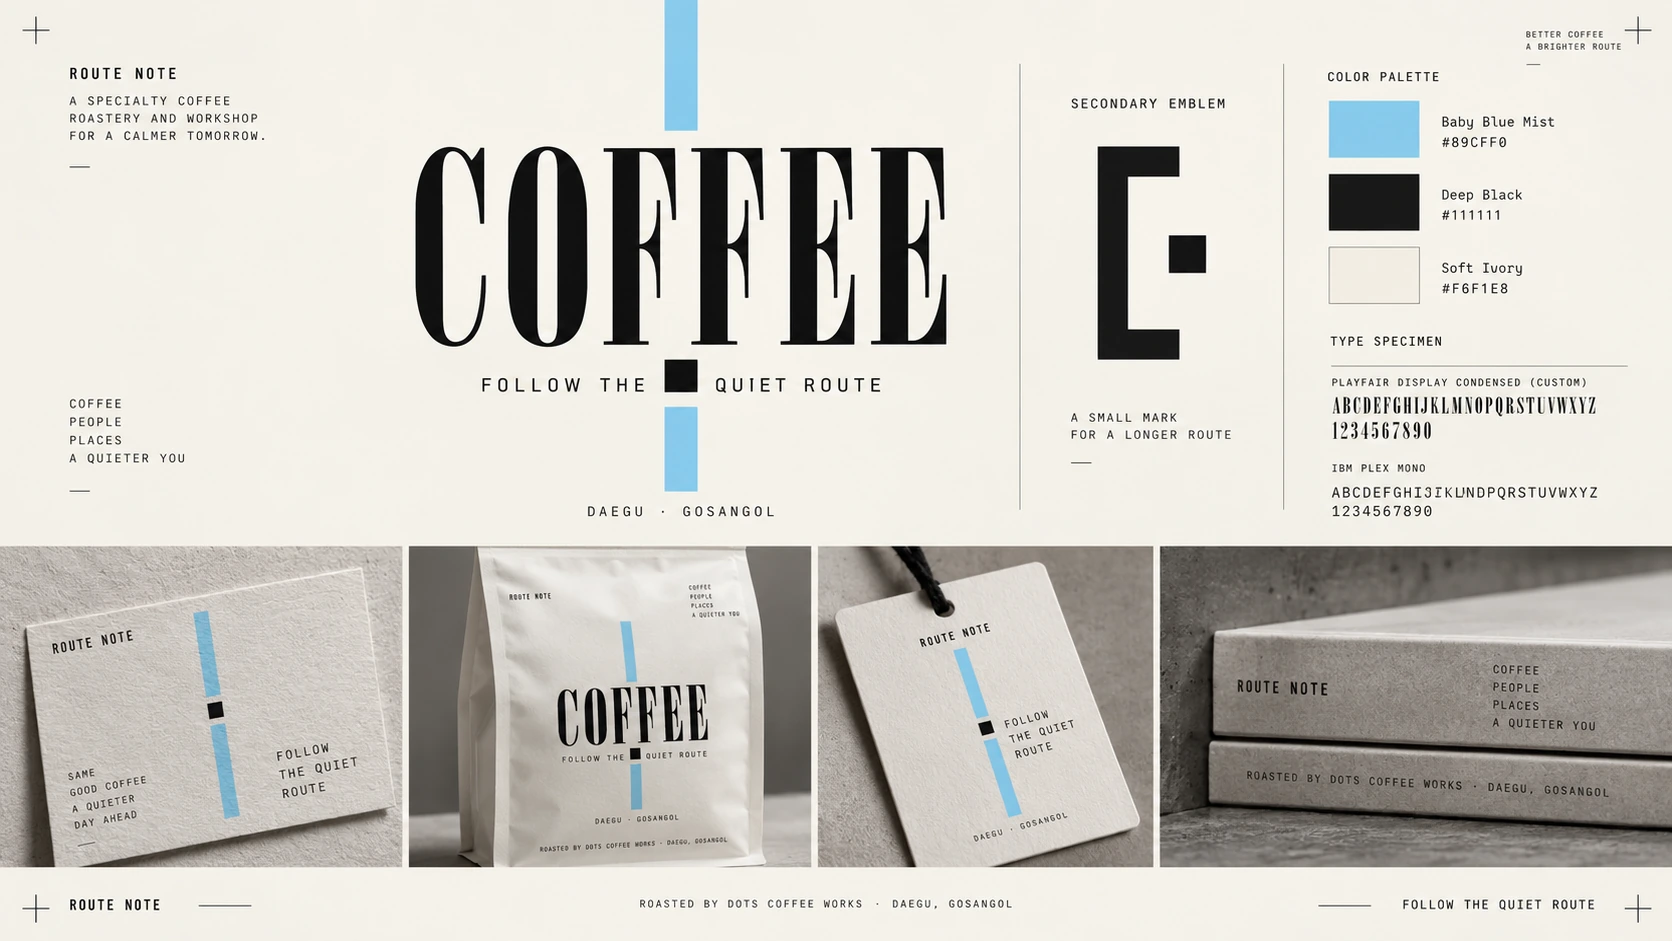 BETTER COFFEE
A BRIGHTER ROUTE
ROUTE NOTE
A SPECIALTY COFFEE
ROASTERY AND WORKSHOP
FOR A CALMER TOMORROW.
COFFEE
PEOPLE
PLACES
A QUIETER YOU
COFFEE
FOLLOW THE QUIET ROUTE
DAEGU · GOSANGOL
SECONDARY EMBLEM
A SMALL MARK
FOR A LONGER ROUTE
COLOR PALETTE
Baby Blue Mist
#89CFF0
Deep Black
#111111
Soft Ivory
#F6F1E8
TYPE SPECIMEN
PLAYFAIR DISPLAY CONDENSED (CUSTOM)
ABCDEFGHIJKLMNOPQRSTUVWXYZ
1234567890
IBM PLEX MONO
ABCDEFGHI3IKLNDPQRSTUVWXYZ
1234567890
ROUTE NOTE
SAME
GOOD COFFEE
A QUIETER
DAY AHEAD
FOLLOW
THE QUIET
ROUTE
ROUTE NOTE
COFFEE
PEOPLE
PLACES
A QUIETER YOU
COFFEE
FOLLOW THE QUIET ROUTE
DAEGU · GOSANGOL
ROASTED BY DOTS COFFEE WORKS · DAEGU, GOSANGOL
ROUTE NOTE
FOLLOW
THE QUIET
ROUTE
DAEGU · GOSANGOL
ROUTE NOTE
COFFEE
PEOPLE
PLACES
A QUIETER YOU
ROASTED BY DOTS COFFEE WORKS · DAEGU, GOSANGOL
ROUTE NOTE
ROASTED BY DOTS COFFEE WORKS · DAEGU, GOSANGOL
FOLLOW THE QUIET ROUTE